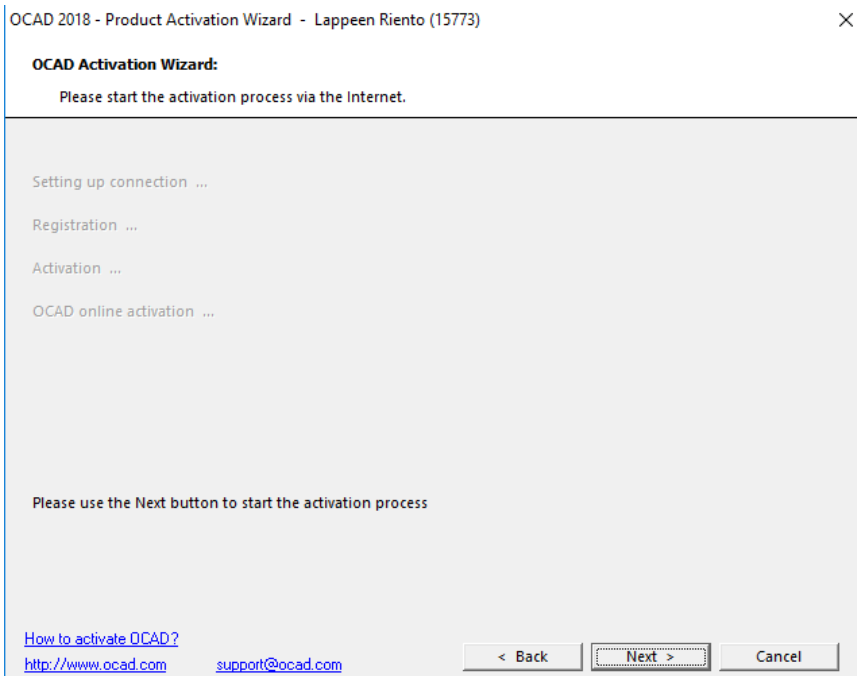 OCAD 2018 - Product Activation Wizard - Lappeen Riento (15773)
OCAD Activation Wizard:
Please start the activation process via the Internet.
Setting up connection ...
Registration ...
Activation ...
OCAD online activation ...
Please use the Next button to start the activation process
How to activate OCAD?
http://www.ocad.com support@ocad.com < Back Next > Cancel